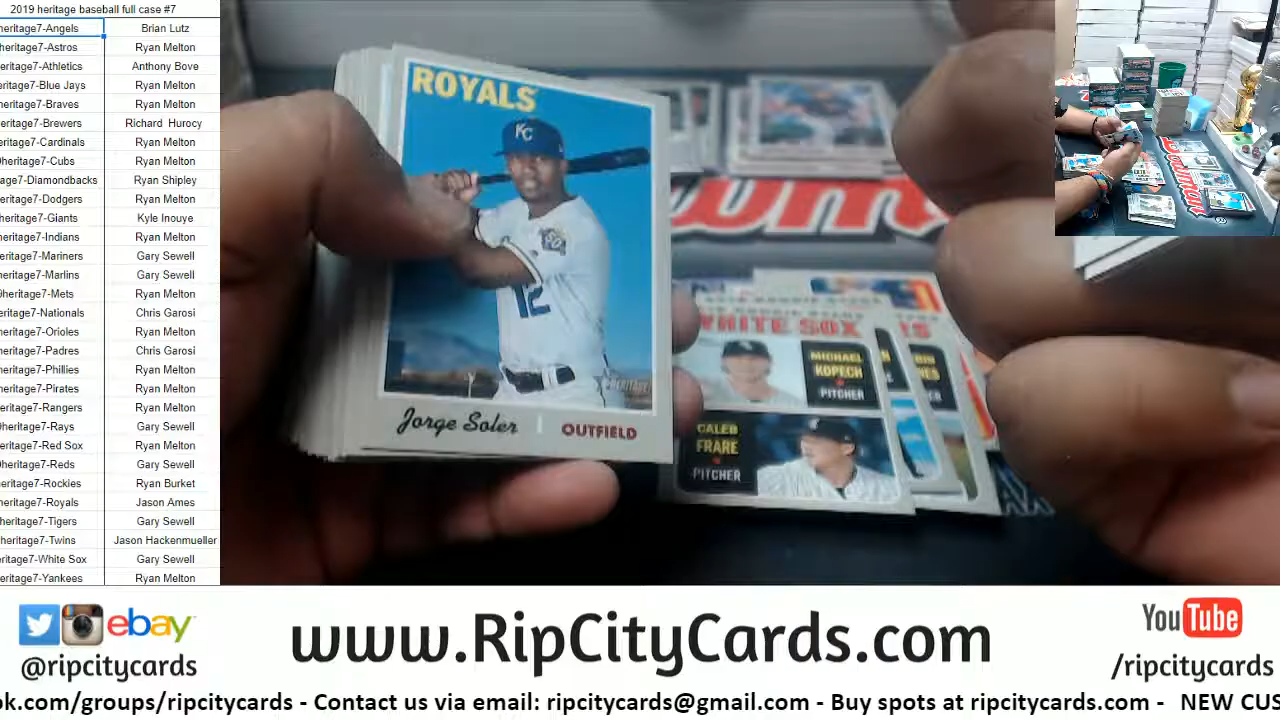 2019 heritage baseball full case #7
heritage7-Angels Brian Lutz
heritage7-Astros Ryan Melton
heritage7-Athletics Anthony Bove
heritage7-Blue Jays Ryan Melton
heritage7-Braves Ryan Melton
heritage7-Brewers Richard Hurocy
heritage7-Cardinals Ryan Melton
9heritage7-Cubs Ryan Melton
age7-Diamondbacks Ryan Shipley
heritage7-Dodgers Ryan Melton
heritage7-Giants Kyle Inouye
heritage7-Indians Ryan Melton
heritage7-Mariners Gary Sewell
heritage7-Marlins Gary Sewell
9heritage7-Mets Ryan Melton
heritage7-Nationals Chris Garosi
heritage7-Orioles Ryan Melton
heritage7-Padres Chris Garosi
heritage7-Phillies Ryan Melton
heritage7-Pirates Ryan Melton
eritage7-Rangers Ryan Melton
9heritage7-Rays Gary Sewell
eritage7-Red Sox Ryan Melton
9heritage7-Reds Gary Sewell
eritage7-Rockies Ryan Burket
heritage7-Royals Jason Ames
heritage7-Tigers Gary Sewell
heritage7-Twins Jason Hackenmueller
eritage7-White Sox Gary Sewell
eritage7-Yankees Ryan Melton
ROYALS
KC
12
HERITAGE
Jorge Soler OUTFIELD
wm
WHITE SOX
MICHAEL
KOPECH
PITCHER
CALEB
FRARE
PITCHER
ebay
@ripcitycards
www.RipCityCards.com
YouTube
/ripcitycards
ok.com/groups/ripcitycards - Contact us via email: ripcitycards@gmail.com - Buy spots at ripcitycards.com - NEW CUS